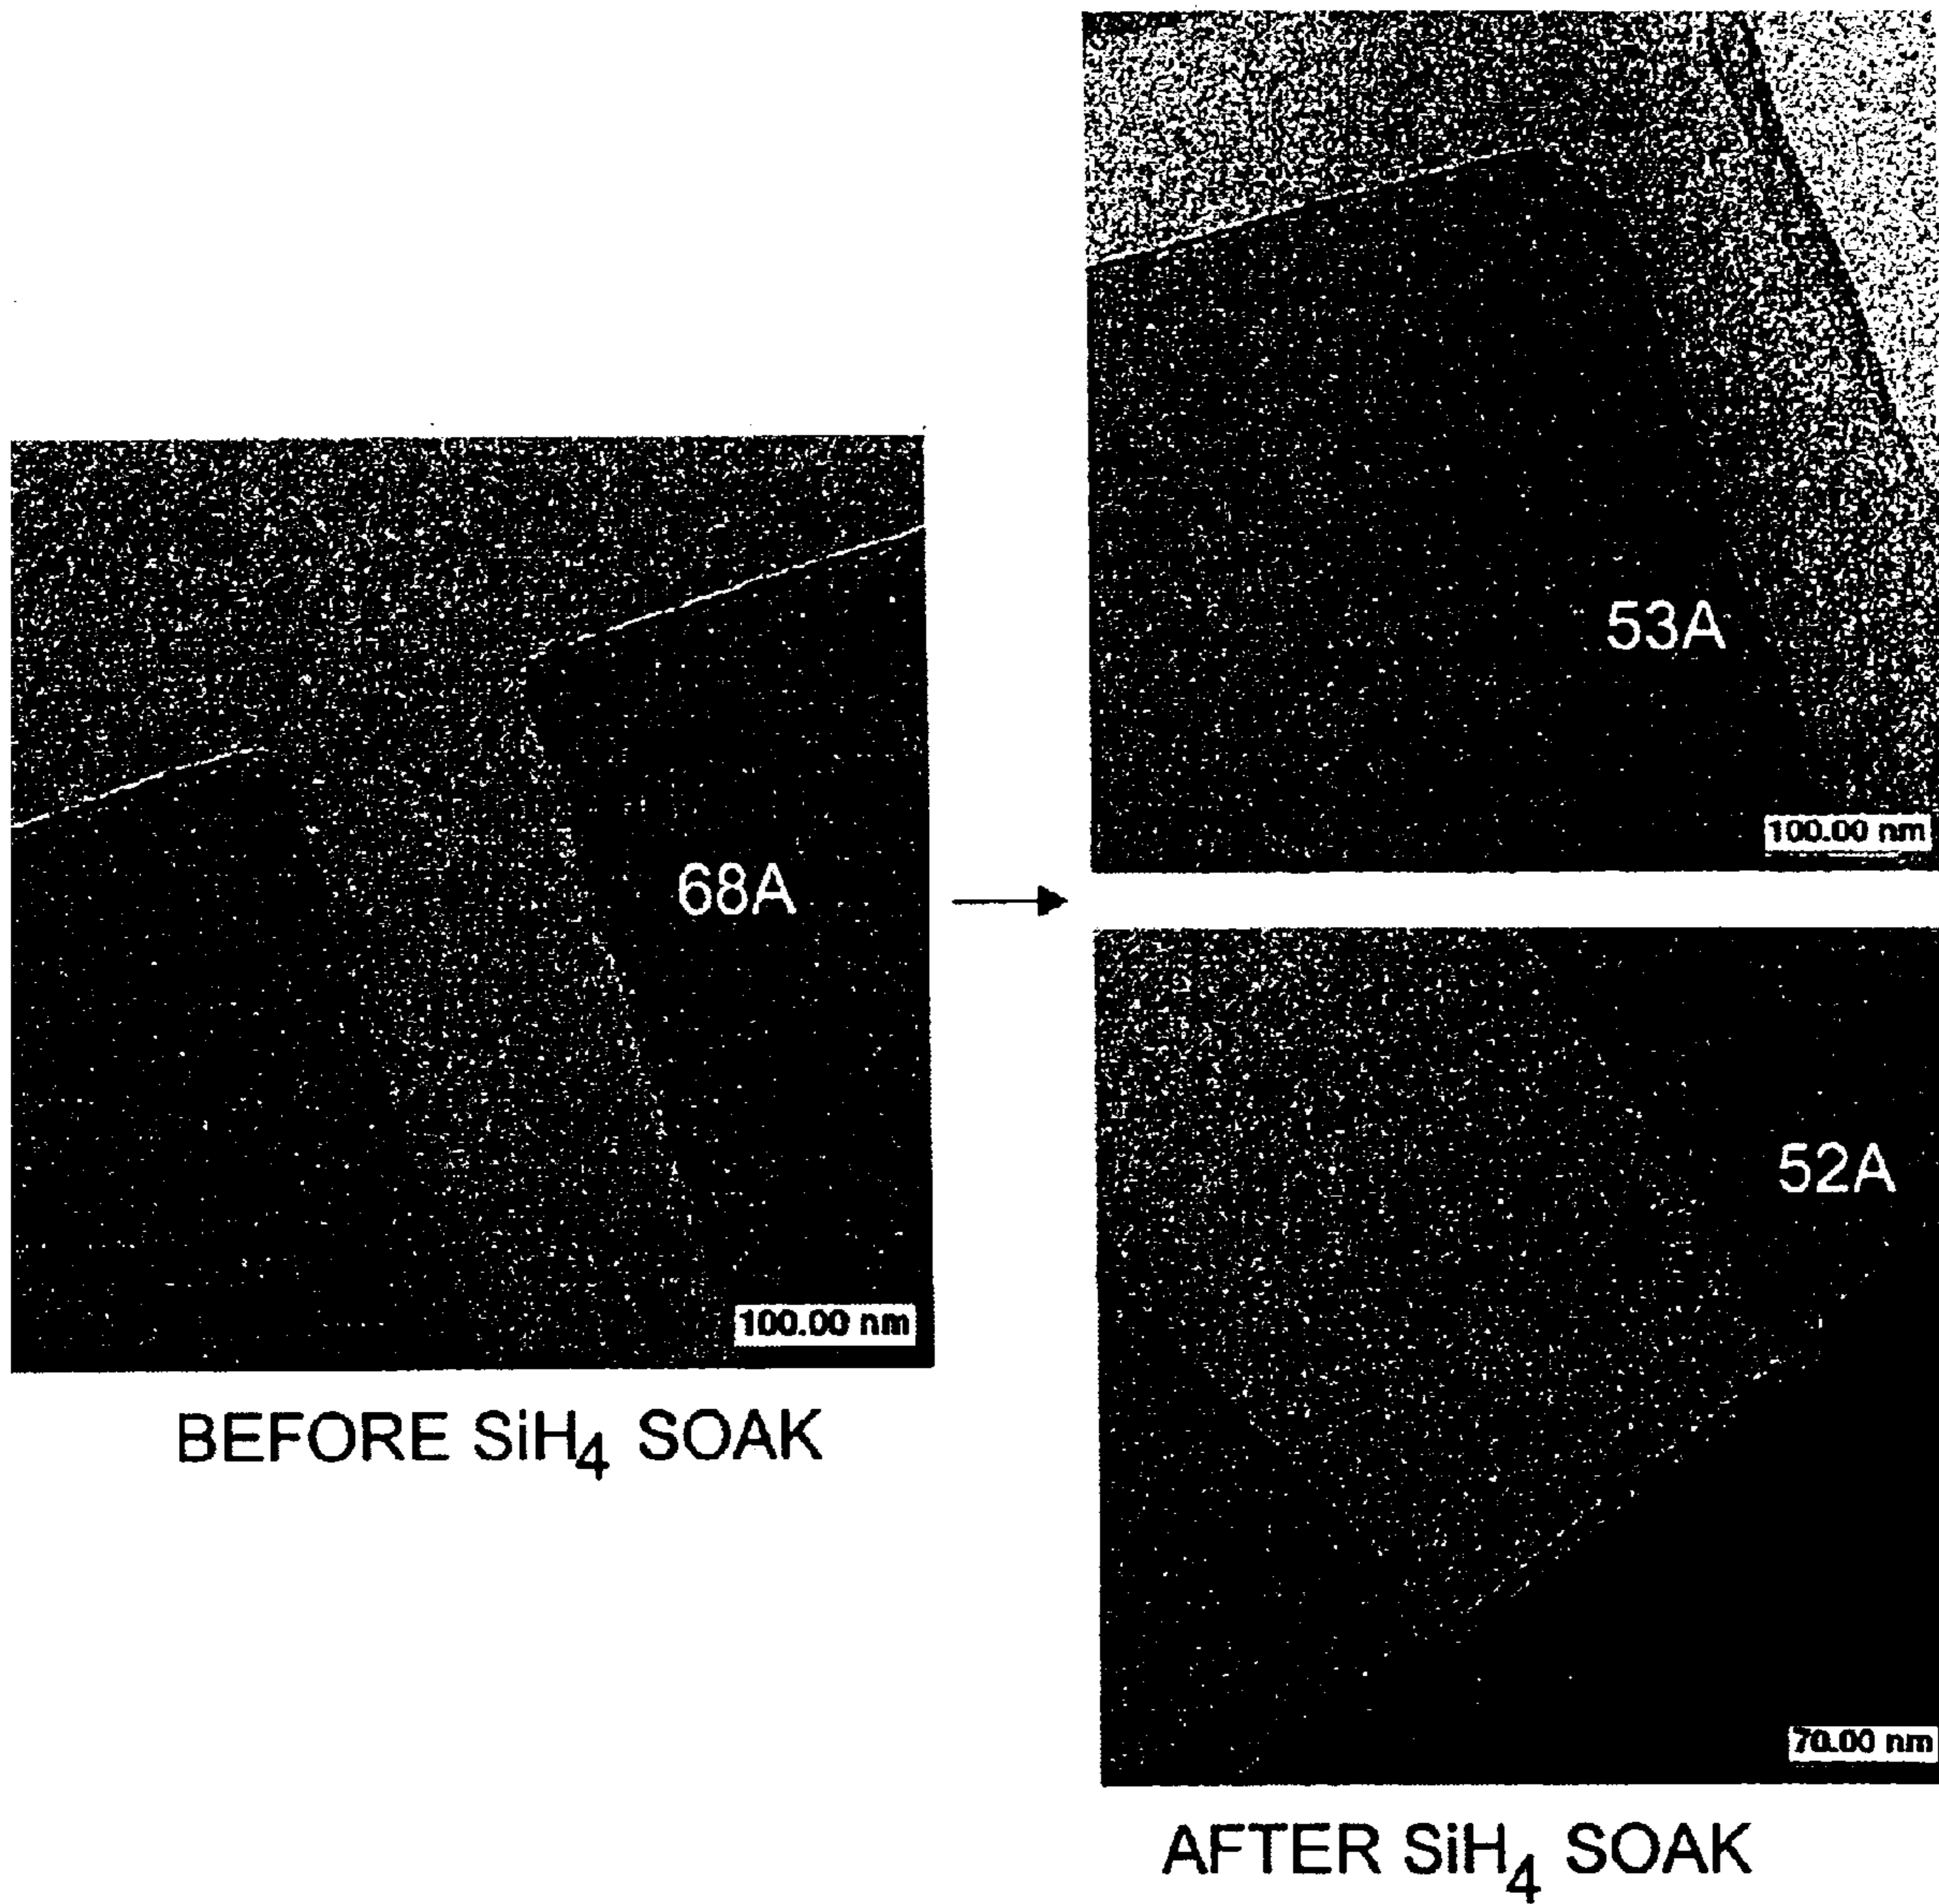 68A
100.00 nm
BEFORE SiH₄ SOAK
53A
100.00 nm
52A
70.00 nm
AFTER SiH₄ SOAK